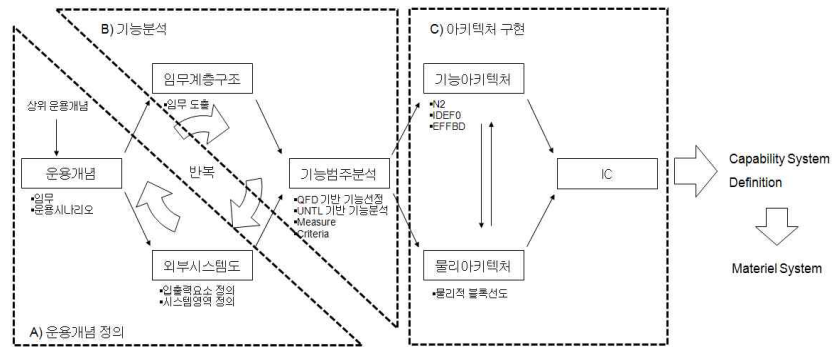 B) 기능분석
C) 아키텍처 구현
임무계층구조
▪임무 도출
기능아키텍처
▪N2
▪IDEF0
▪EFFBD
상위 운용개념
운용개념
▪임무
▪운용시나리오
반복
기능범주분석
▪QFD 기반 기능선정
▪UNTL 기반 기능분석
▪Measure
▪Criteria
IC
Capability System
Definition
외부시스템도
▪입출력요소 정의
▪시스템영역 정의
물리아키텍처
▪물리적 블록선도
Materiel System
A) 운용개념 정의